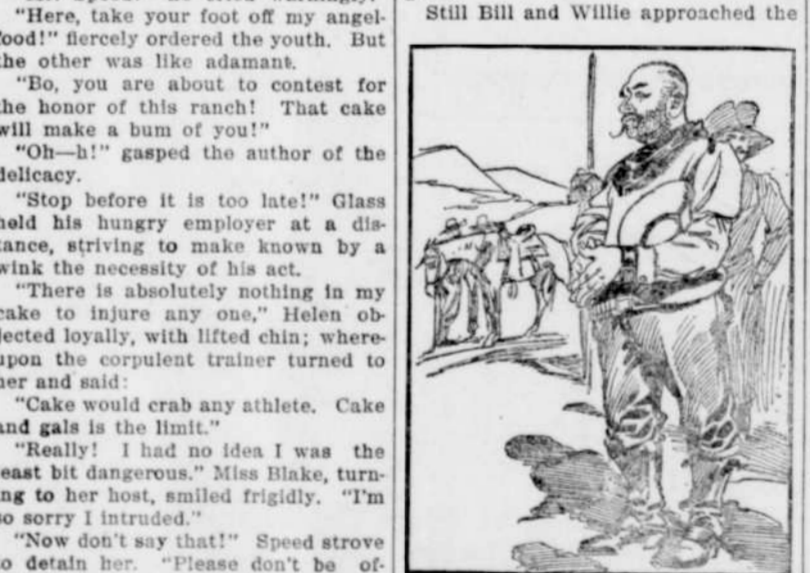 "Here, take your foot off my angel-
food!" fiercely ordered the youth. But
the other was like adamant.
"Bo, you are about to contest for
the honor of this ranch! That cake
will make a bum of you!"
"Oh—h!" gasped the author of the
delicacy.
"Stop before it is too late!" Glass
held his hungry employer at a dis-
tance, striving to make known by a
wink the necessity of his act.
"There is absolutely nothing in my
cake to injure any one," Helen ob-
jected loyally, with lifted chin; where-
upon the corpulent trainer turned to
her and said:
"Cake would crab any athlete. Cake
and gals is the limit."
"Really! I had no idea I was the
least bit dangerous." Miss Blake, turn-
ing to her host, smiled frigidly. "I'm
so sorry I intruded."
"Now don't say that!" Speed strove
to detain her. "Please don't be of-
Still Bill and Willie approached the